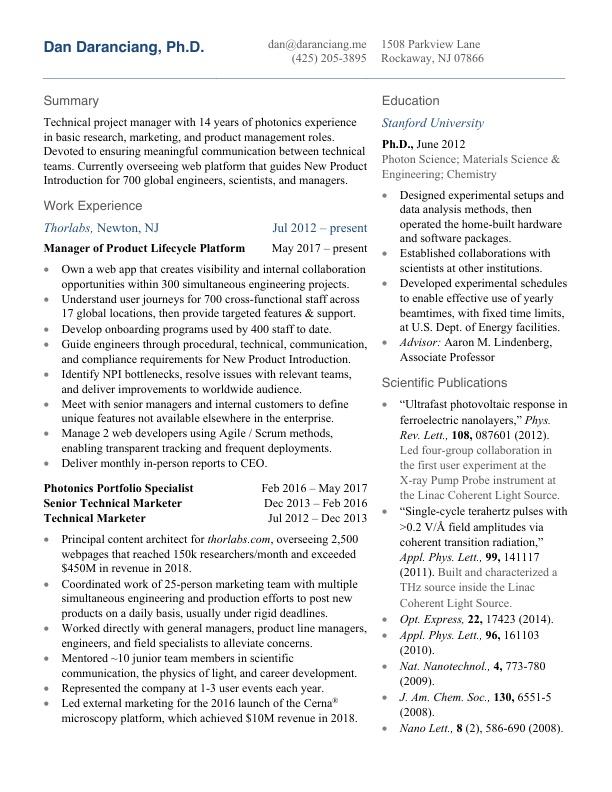 Dan Daranciang, Ph.D.
dan@daranciang.me
(425) 205-3895
1508 Parkview Lane
Rockaway, NJ 07866
Summary
Technical project manager with 14 years of photonics experience
in basic research, marketing, and product management roles.
Devoted to ensuring meaningful communication between technical
teams. Currently overseeing web platform that guides New Product
Introduction for 700 global engineers, scientists, and managers.
Work Experience
Thorlabs, Newton, NJ Jul 2012 – present
Manager of Product Lifecycle Platform May 2017 – present
• Own a web app that creates visibility and internal collaboration
opportunities within 300 simultaneous engineering projects.
• Understand user journeys for 700 cross-functional staff across
17 global locations, then provide targeted features & support.
• Develop onboarding programs used by 400 staff to date.
• Guide engineers through procedural, technical, communication,
and compliance requirements for New Product Introduction.
• Identify NPI bottlenecks, resolve issues with relevant teams,
and deliver improvements to worldwide audience.
• Meet with senior managers and internal customers to define
unique features not available elsewhere in the enterprise.
• Manage 2 web developers using Agile / Scrum methods,
enabling transparent tracking and frequent deployments.
• Deliver monthly in-person reports to CEO.
Photonics Portfolio Specialist Feb 2016 – May 2017
Senior Technical Marketer Dec 2013 – Feb 2016
Technical Marketer Jul 2012 – Dec 2013
• Principal content architect for thorlabs.com, overseeing 2,500
webpages that reached 150k researchers/month and exceeded
$450M in revenue in 2018.
• Coordinated work of 25-person marketing team with multiple
simultaneous engineering and production efforts to post new
products on a daily basis, usually under rigid deadlines.
• Worked directly with general managers, product line managers,
engineers, and field specialists to alleviate concerns.
• Mentored ~10 junior team members in scientific
communication, the physics of light, and career development.
• Represented the company at 1-3 user events each year.
• Led external marketing for the 2016 launch of the Cerna®
microscopy platform, which achieved $10M revenue in 2018.
Education
Stanford University
Ph.D., June 2012
Photon Science; Materials Science &
Engineering; Chemistry
• Designed experimental setups and
data analysis methods, then
operated the home-built hardware
and software packages.
• Established collaborations with
scientists at other institutions.
• Developed experimental schedules
to enable effective use of yearly
beamtimes, with fixed time limits,
at U.S. Dept. of Energy facilities.
• Advisor: Aaron M. Lindenberg,
Associate Professor
Scientific Publications
• “Ultrafast photovoltaic response in
ferroelectric nanolayers,” Phys.
Rev. Lett., 108, 087601 (2012).
Led four-group collaboration in
the first user experiment at the
X-ray Pump Probe instrument at
the Linac Coherent Light Source.
• “Single-cycle terahertz pulses with
>0.2 V/Å field amplitudes via
coherent transition radiation,”
Appl. Phys. Lett., 99, 141117
(2011). Built and characterized a
THz source inside the Linac
Coherent Light Source.
• Opt. Express, 22, 17423 (2014).
• Appl. Phys. Lett., 96, 161103
(2010).
• Nat. Nanotechnol., 4, 773-780
(2009).
• J. Am. Chem. Soc., 130, 6551-5
(2008).
• Nano Lett., 8 (2), 586-690 (2008).